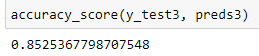 accuracy_score(y_test3, preds3)
0.8525367798707548